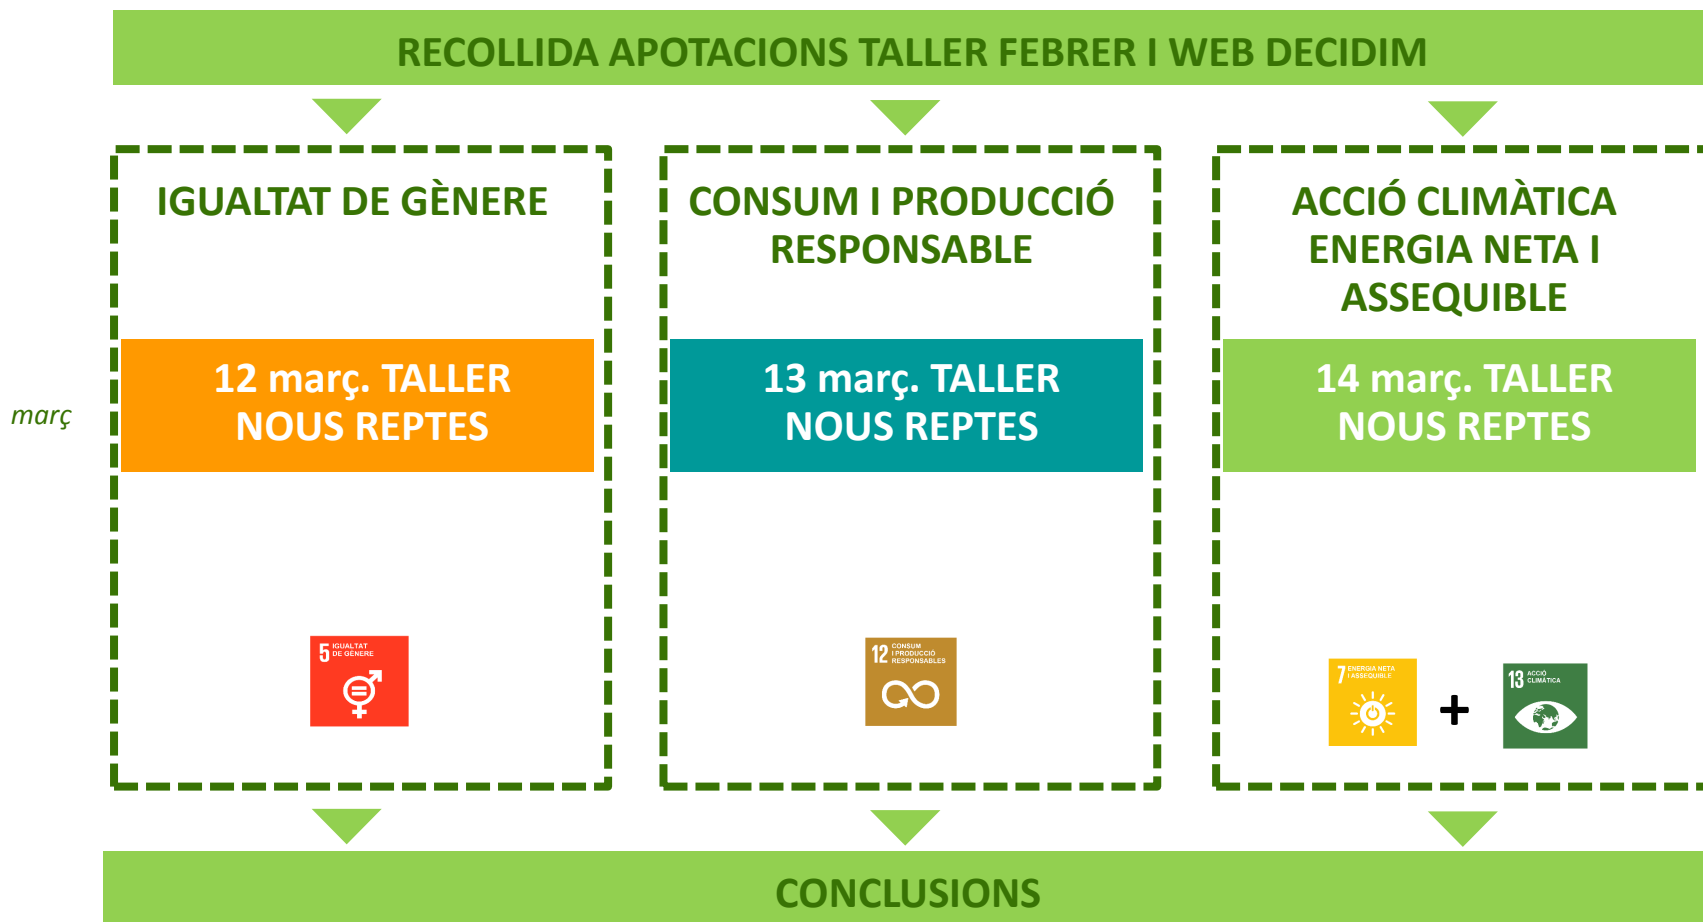 RECOLLIDA APOTACIONS TALLER FEBRER I WEB DECIDIM
IGUALTAT DE GÈNERE
CONSUM I PRODUCCIÓ
RESPONSABLE
ACCIÓ CLIMÀTICA
ENERGIA NETA I
ASSEQUIBLE
març
12 març. TALLER
NOUS REPTES
13 març. TALLER
NOUS REPTES
14 març. TALLER
NOUS REPTES
5 IGUALTAT
DE GÈNERE
12 CONSUM
I PRODUCCIÓ
RESPONSABLES
7 ENERGIA NETA
I ASSEQUIBLE
+
13 ACCIÓ
CLIMÀTICA
CONCLUSIONS